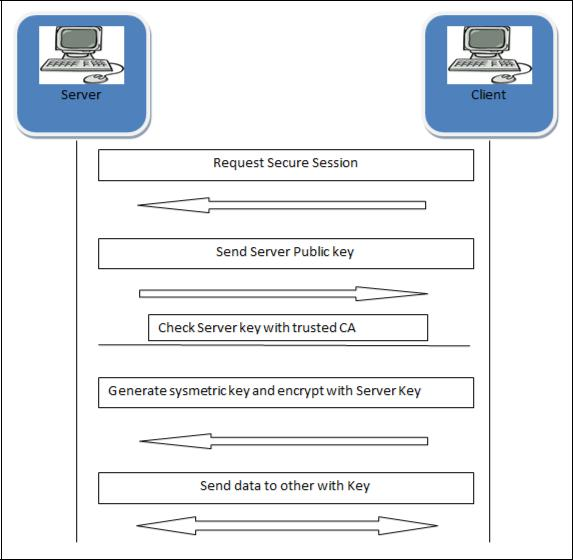 Server
Client
Request Secure Session
Send Server Public key
Check Server key with trusted CA
Generate sysmetric key and encrypt with Server Key
Send data to other with Key